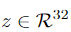 z ∈ ℛ³²